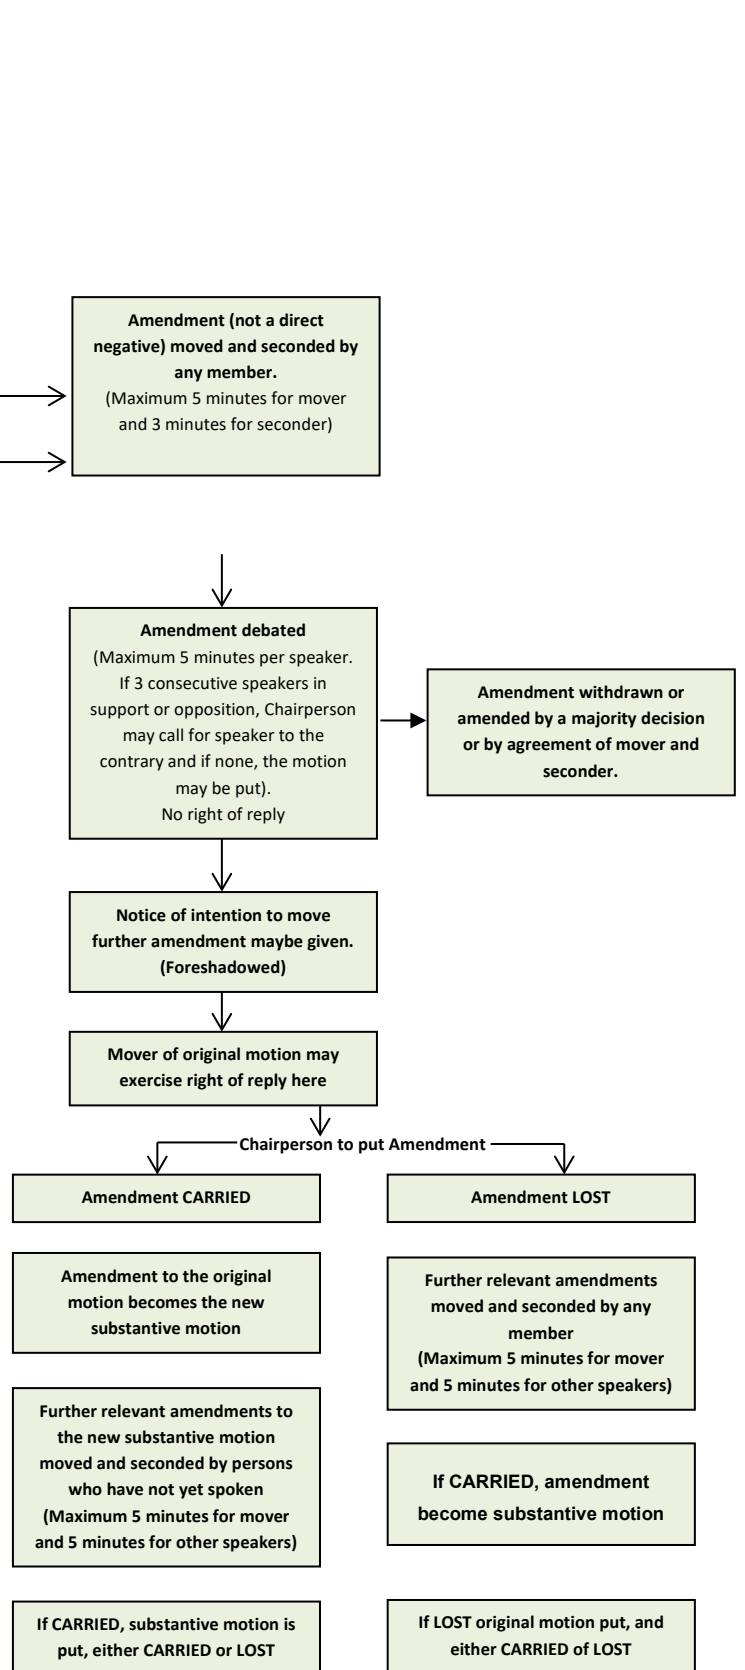 Amendment (not a direct
negative) moved and seconded by
any member.
(Maximum 5 minutes for mover
and 3 minutes for seconder)
Amendment debated
(Maximum 5 minutes per speaker.
If 3 consecutive speakers in
support or opposition, Chairperson
may call for speaker to the
contrary and if none, the motion
may be put).
No right of reply
Amendment withdrawn or
amended by a majority decision
or by agreement of mover and
seconder.
Notice of intention to move
further amendment maybe given.
(Foreshadowed)
Mover of original motion may
exercise right of reply here
Chairperson to put Amendment
Amendment CARRIED
Amendment LOST
Amendment to the original
motion becomes the new
substantive motion
Further relevant amendments
moved and seconded by any
member
(Maximum 5 minutes for mover
and 5 minutes for other speakers)
Further relevant amendments to
the new substantive motion
moved and seconded by persons
who have not yet spoken
(Maximum 5 minutes for mover
and 5 minutes for other speakers)
If CARRIED, amendment
become substantive motion
If CARRIED, substantive motion is
put, either CARRIED or LOST
If LOST original motion put, and
either CARRIED of LOST